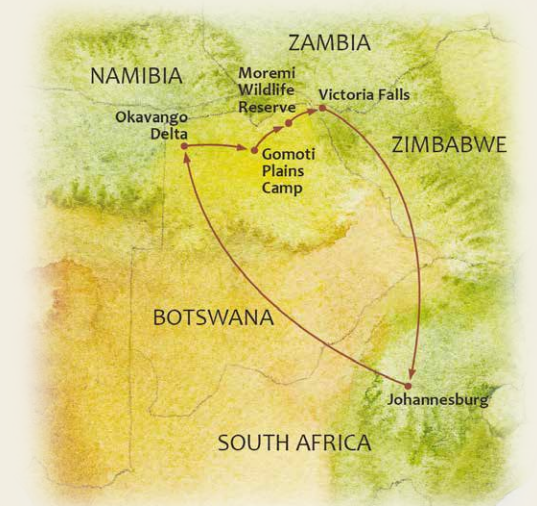 ZAMBIA
NAMIBIA
Moremi
Wildlife
Reserve
Victoria Falls
Okavango
Delta
ZIMBABWE
Gomoti
Plains
Camp
BOTSWANA
Johannesburg
SOUTH AFRICA